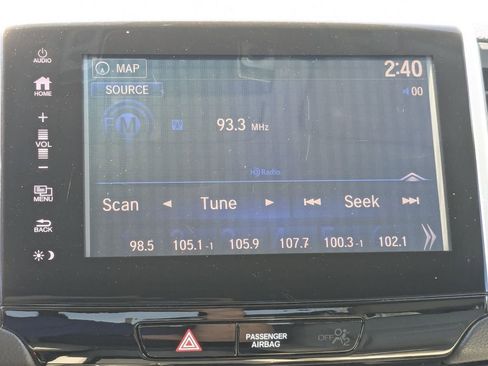 AUDIO
MAP
2:40
HOME
SOURCE
00
+
FM
93.3 MHz
VOL
HD Radio
−
MENU
Scan ◄ Tune ► ⏮ Seek ⏭
BACK
98.5 105.1-1 105.9 107.7 100.3-1 102.1
PASSENGER
AIRBAG
OFF